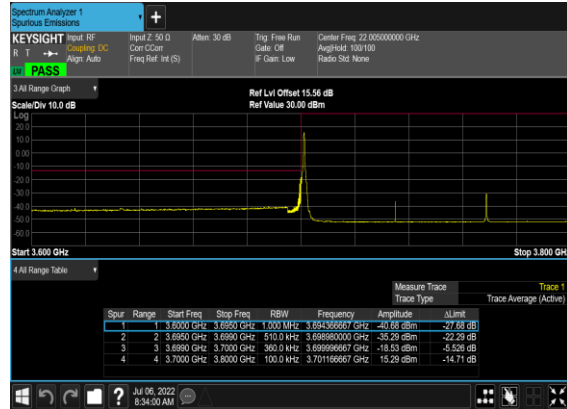 Spectrum Analyzer 1
Spurious Emissions
+
KEYSIGHT Input: RF Input Z: 50 Ω Atten: 30 dB Trig: Free Run Center Freq: 22.005000000 GHz
R T Coupling: DC Corr CCorr Gate: Off Avg|Hold: 100/100
Align: Auto Freq Ref: Int (S) IF Gain: Low Radio Std: None
PASS
3 All Range Graph
Ref Lvl Offset 15.56 dB
Scale/Div 10.0 dB Ref Value 30.00 dBm
Log
20.0
10.0
0.00
-10.0
-20.0
-30.0
-40.0
-50.0
-60.0
Start 3.600 GHz Stop 3.800 GH
4 All Range Table
Measure Trace Trace 1
Trace Type Trace Average (Active)
Spur Range Start Freq Stop Freq RBW Frequency Amplitude ΔLimit
1 1 3.6000 GHz 3.6950 GHz 1.000 MHz 3.694366667 GHz -40.68 dBm -27.68 dB
2 2 3.6950 GHz 3.6990 GHz 510.0 kHz 3.698980000 GHz -35.29 dBm -22.29 dB
3 3 3.6990 GHz 3.7000 GHz 360.0 kHz 3.699996667 GHz -18.53 dBm -5.526 dB
4 4 3.7000 GHz 3.8000 GHz 100.0 kHz 3.701166667 GHz 15.29 dBm -14.71 dB
? Jul 06, 2022
8:34:00 AM